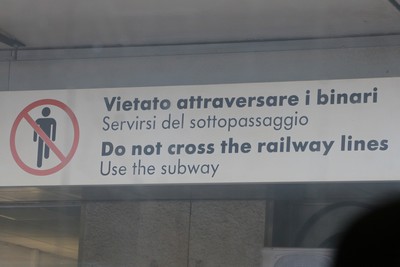 Vietato attraversare i binari
Servirsi del sottopassaggio
Do not cross the railway lines
Use the subway